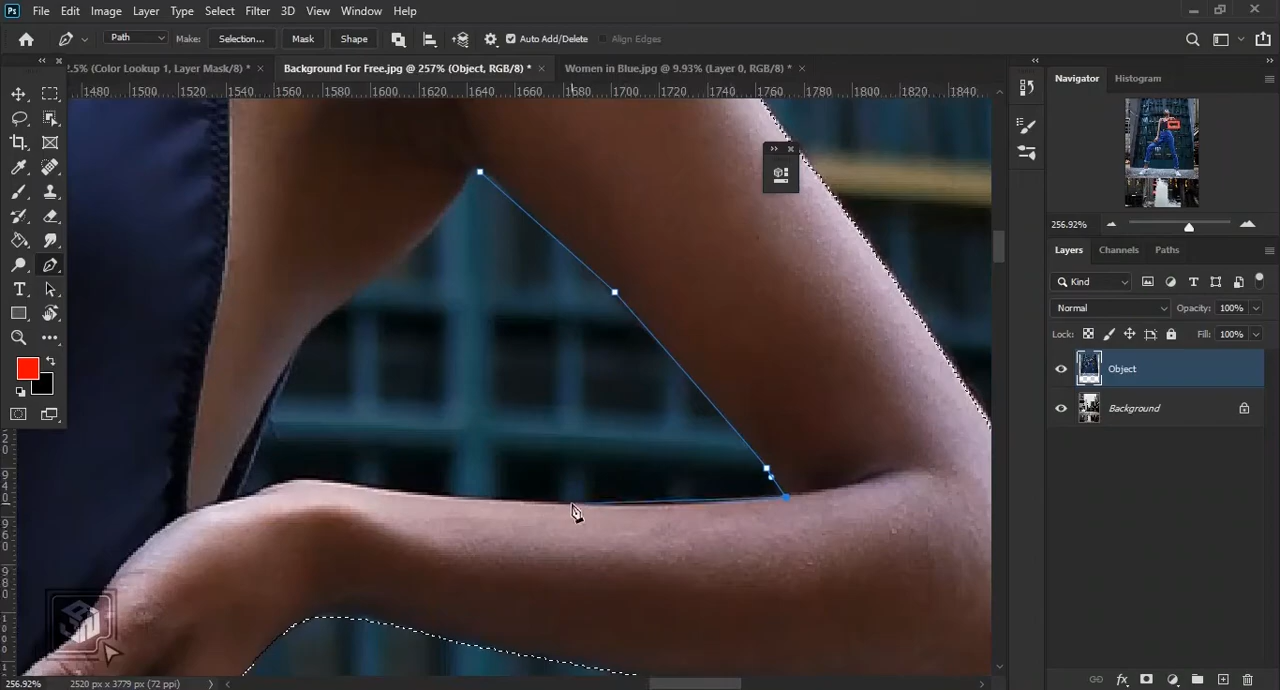 Ps File Edit Image Layer Type Select Filter 3D View Window Help
Path Make: Selection... Mask Shape Auto Add/Delete Align Edges
2.5% (Color Lookup 1, Layer Mask/8) * Background For Free.jpg @ 257% (Object, RGB/8) * Women in Blue.jpg @ 9.93% (Layer 0, RGB/8) *
1480 1500 1520 1540 1560 1580 1600 1620 1640 1660 1680 1700 1720 1740 1760 1780 1800 1820 1840
Navigator Histogram
256.92%
Layers Channels Paths
Kind
Normal Opacity: 100%
Lock: Fill: 100%
Object
Background
256.92% 2520 px x 3779 px (72 ppi)